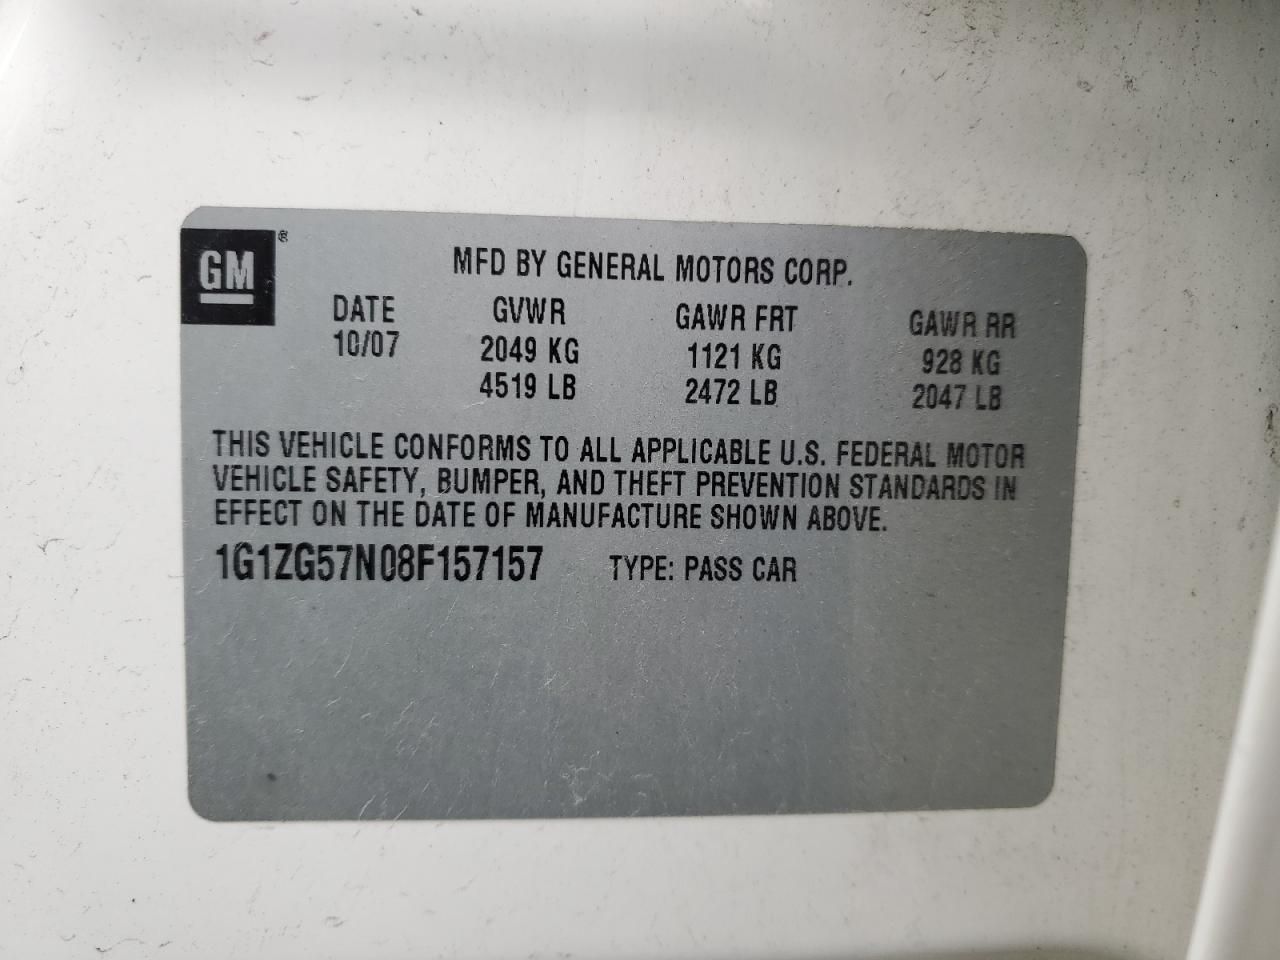 GM ®
MFD BY GENERAL MOTORS CORP.
DATE GVWR GAWR FRT GAWR RR
10/07 2049 KG 1121 KG 928 KG
4519 LB 2472 LB 2047 LB
THIS VEHICLE CONFORMS TO ALL APPLICABLE U.S. FEDERAL MOTOR
VEHICLE SAFETY, BUMPER, AND THEFT PREVENTION STANDARDS IN
EFFECT ON THE DATE OF MANUFACTURE SHOWN ABOVE.
1G1ZG57N08F157157 TYPE: PASS CAR